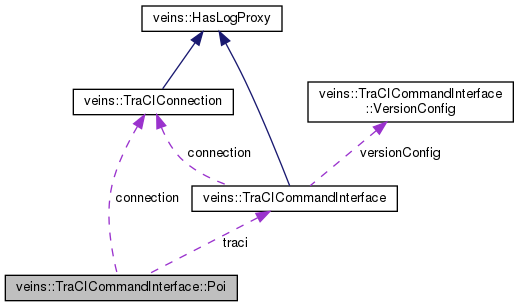 veins::HasLogProxy
veins::TraCIConnection
veins::TraCICommandInterface
::VersionConfig
connection
versionConfig
connection
veins::TraCICommandInterface
traci
veins::TraCICommandInterface::Poi